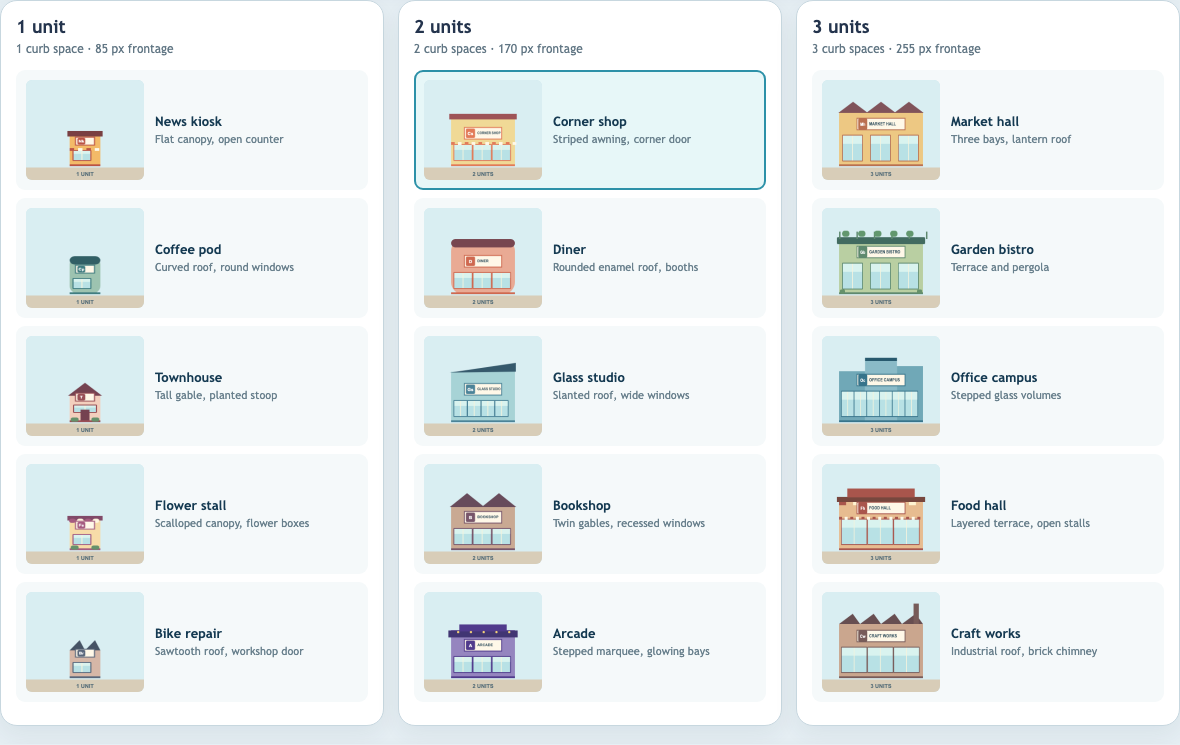 1 unit
1 curb space · 85 px frontage
1 UNIT
News kiosk
Flat canopy, open counter
1 UNIT
Coffee pod
Curved roof, round windows
1 UNIT
Townhouse
Tall gable, planted stoop
1 UNIT
Flower stall
Scalloped canopy, flower boxes
1 UNIT
Bike repair
Sawtooth roof, workshop door
2 units
2 curb spaces · 170 px frontage
CORNER SHOP
2 UNITS
Corner shop
Striped awning, corner door
DINER
2 UNITS
Diner
Rounded enamel roof, booths
GLASS STUDIO
2 UNITS
Glass studio
Slanted roof, wide windows
BOOKSHOP
2 UNITS
Bookshop
Twin gables, recessed windows
A ARCADE
2 UNITS
Arcade
Stepped marquee, glowing bays
3 units
3 curb spaces · 255 px frontage
MARKET HALL
3 UNITS
Market hall
Three bays, lantern roof
GARDEN BISTRO
3 UNITS
Garden bistro
Terrace and pergola
OFFICE CAMPUS
3 UNITS
Office campus
Stepped glass volumes
FOOD HALL
3 UNITS
Food hall
Layered terrace, open stalls
CRAFT WORKS
3 UNITS
Craft works
Industrial roof, brick chimney